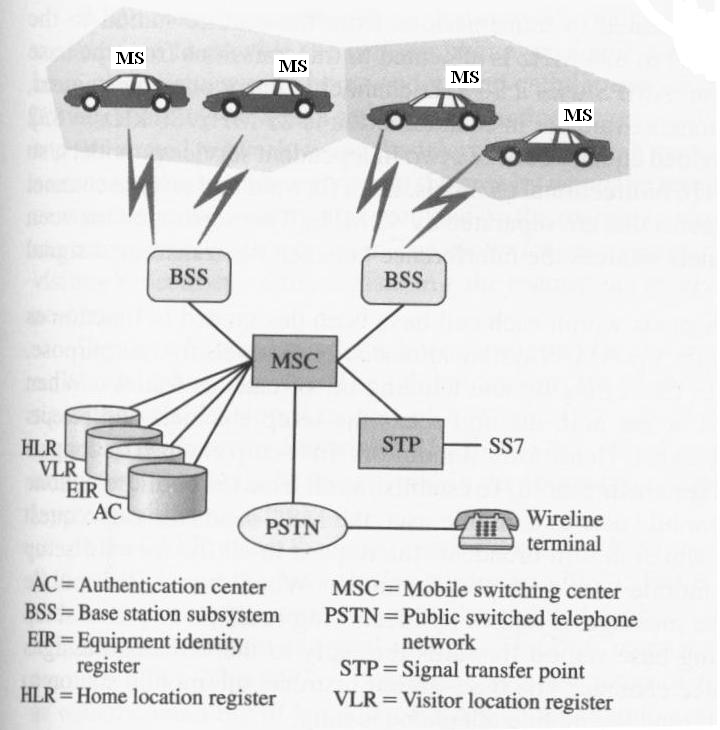 MS
MS
MS
MS
BSS
BSS
MSC
HLR
VLR
EIR
AC
STP
SS7
PSTN
Wireline
terminal
AC = Authentication center
BSS = Base station subsystem
EIR = Equipment identity
register
HLR = Home location register
MSC = Mobile switching center
PSTN = Public switched telephone
network
STP = Signal transfer point
VLR = Visitor location register